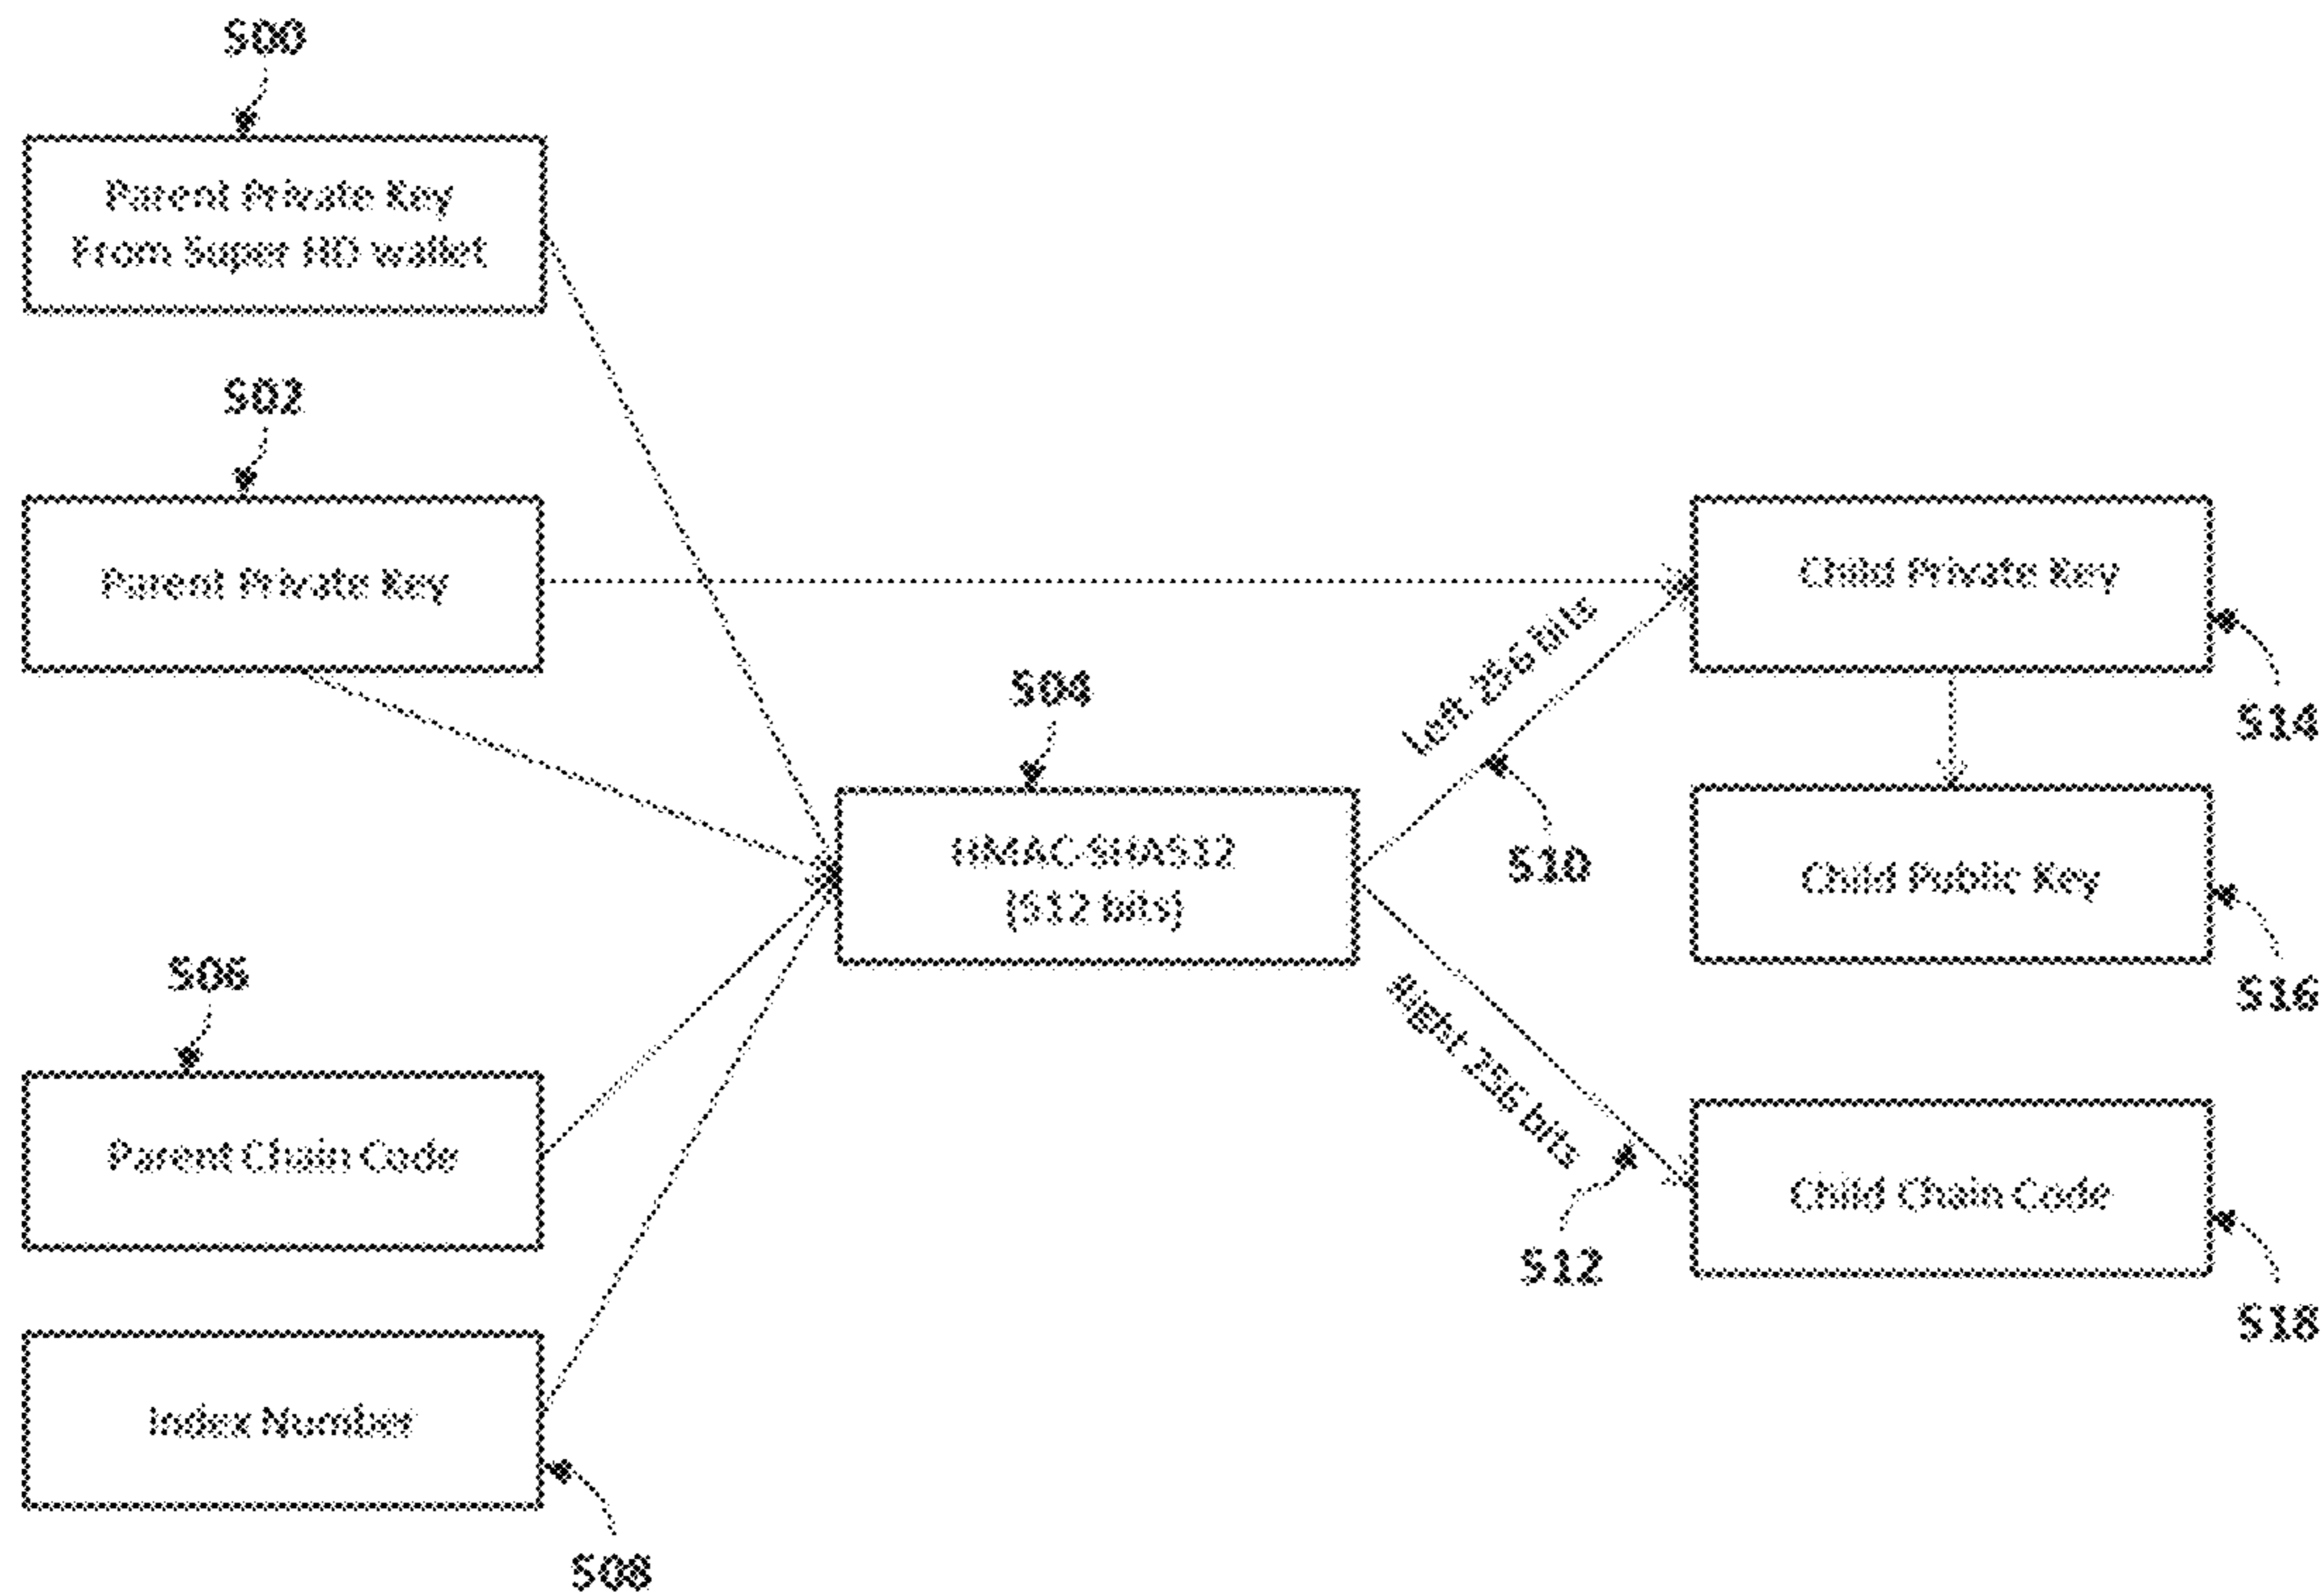 500
Parent Private Key
From Super HD wallet
502
Parent Private Key
Child Private Key
Left 256 bits
504
514
HMAC-SHA512
(512 bits)
510
Child Public Key
506
516
Right 256 bits
Parent Chain Code
Child Chain Code
512
518
Index Number
508